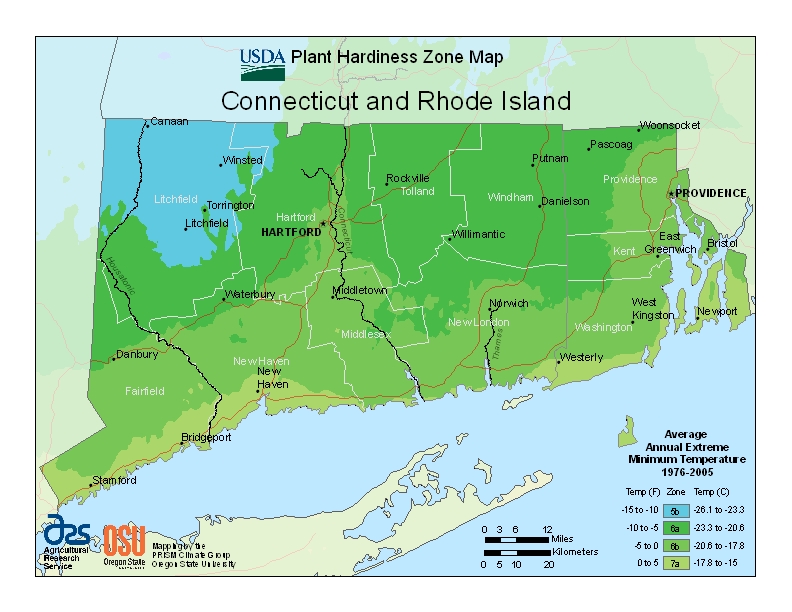 USDA Plant Hardiness Zone Map
Connecticut and Rhode Island
Canaan
Woonsocket
Pascoag
Winsted
Putnam
Rockville
Tolland
Providence
PROVIDENCE
Litchfield
Windham
Torrington
Danielson
Litchfield
Hartford
HARTFORD
Connecticut
Willimantic
East
Greenwich
Bristol
Kent
Housatonic
Waterbury
Middletown
Norwich
West
Kingston
Newport
New London
Washington
Middlesex
Thames
Danbury
New Haven
New
Haven
Westerly
Fairfield
Bridgeport
Stamford
Average
Annual Extreme
Minimum Temperature
1976-2005
Temp (F) Zone Temp (C)
-15 to -10 5b -26.1 to -23.3
-10 to -5 6a -23.3 to -20.6
-5 to 0 6b -20.6 to -17.8
0 to 5 7a -17.8 to -15
0 3 6 12
Miles
Kilometers
0 5 10 20
ars
Agricultural
Research
Service
OSU
Oregon State
UNIVERSITY
Mapping by the
PRISM Climate Group
Oregon State University